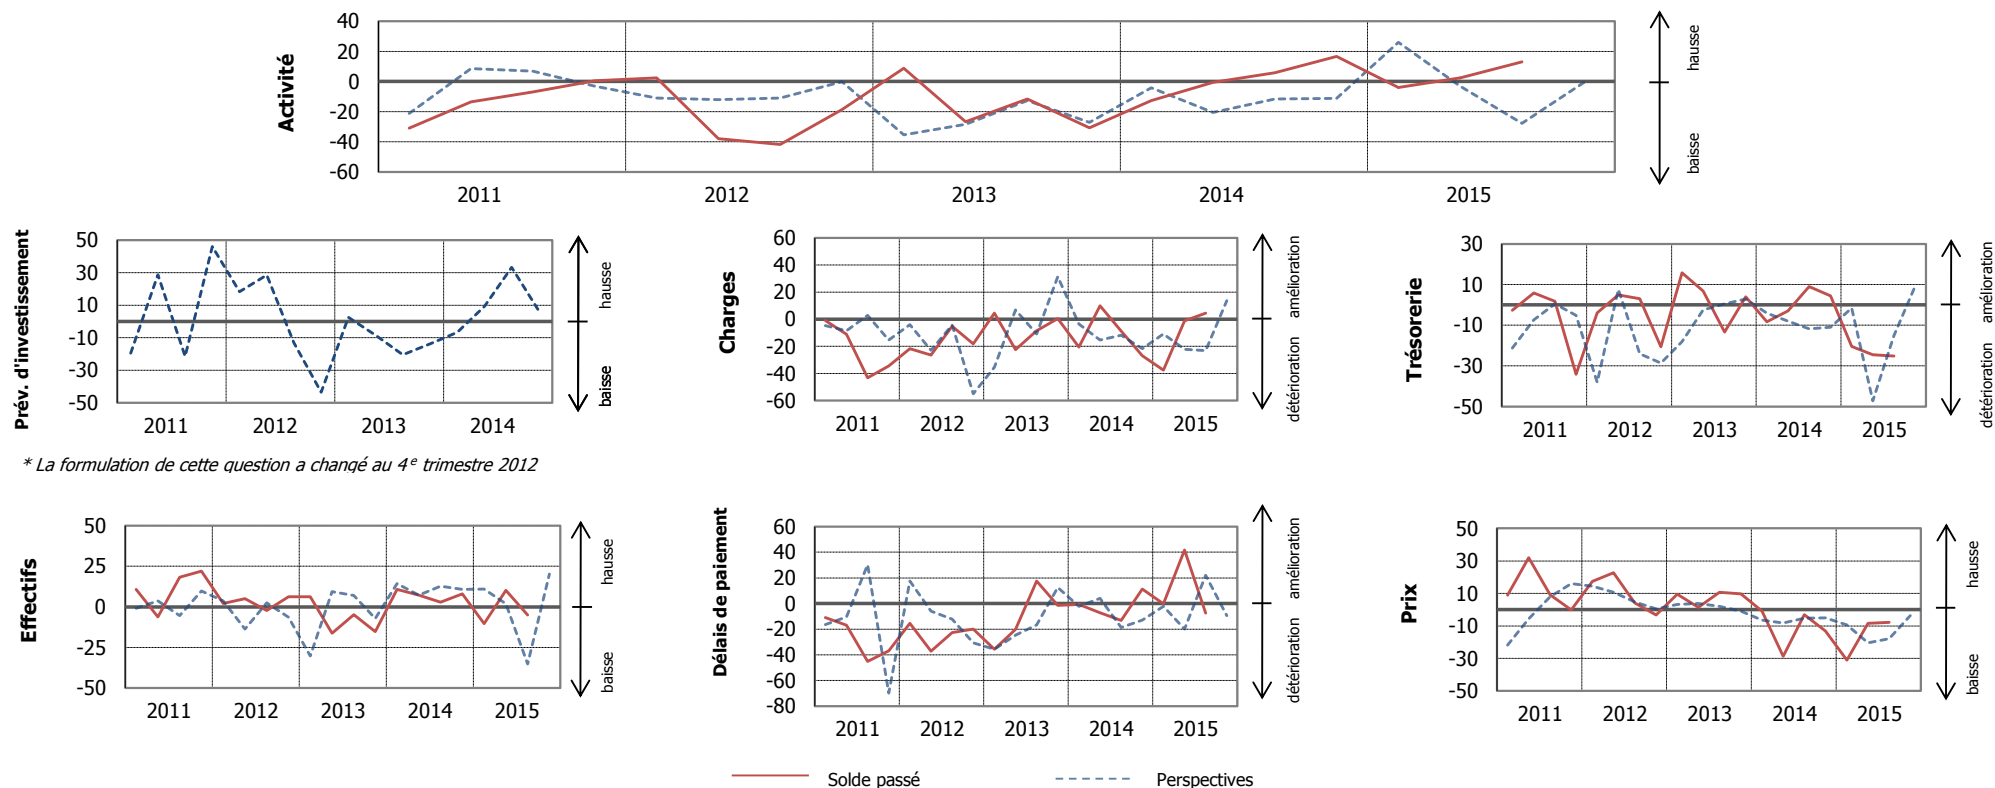 Activité
40
20
0
-20
-40
-60
2011 2012 2013 2014 2015
hausse
baisse
Prév. d'investissement
50
30
10
-10
-30
-50
2011 2012 2013 2014
hausse
baisse
* La formulation de cette question a changé au 4e trimestre 2012
Charges
60
40
20
0
-20
-40
-60
2011 2012 2013 2014 2015
amélioration
détérioration
Trésorerie
30
10
-10
-30
-50
2011 2012 2013 2014 2015
amélioration
détérioration
Effectifs
50
25
0
-25
-50
2011 2012 2013 2014 2015
hausse
baisse
Délais de paiement
60
40
20
0
-20
-40
-60
-80
2011 2012 2013 2014 2015
amélioration
détérioration
Prix
50
30
10
-10
-30
-50
2011 2012 2013 2014 2015
hausse
baisse
Solde passé Perspectives